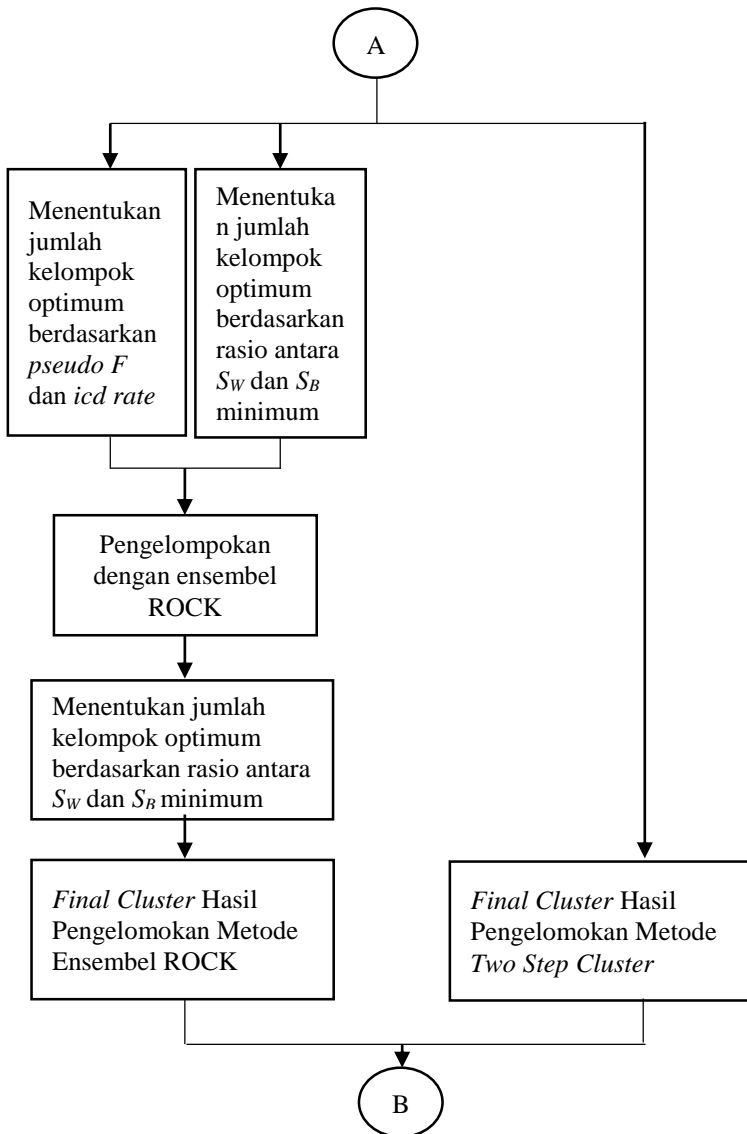 A
Menentukan
jumlah
kelompok
optimum
berdasarkan
pseudo F
dan icd rate
Menentuka
n jumlah
kelompok
optimum
berdasarkan
rasio antara
SW dan SB
minimum
Pengelompokan
dengan ensembel
ROCK
Menentukan jumlah
kelompok optimum
berdasarkan rasio antara
SW dan SB minimum
Final Cluster Hasil
Pengelomokan Metode
Ensembel ROCK
Final Cluster Hasil
Pengelomokan Metode
Two Step Cluster
B